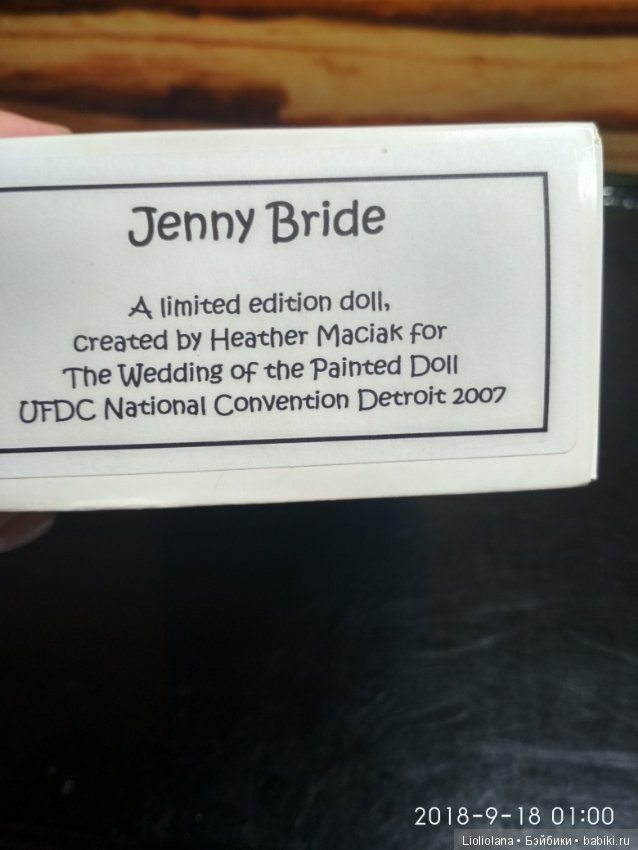 Jenny Bride
A limited edition doll,
created by Heather Maciak for
The Wedding of the Painted Doll
UFDC National Convention Detroit 2007
2018-9-18 01:00
Lioliolana • Бэйбики • babiki.ru